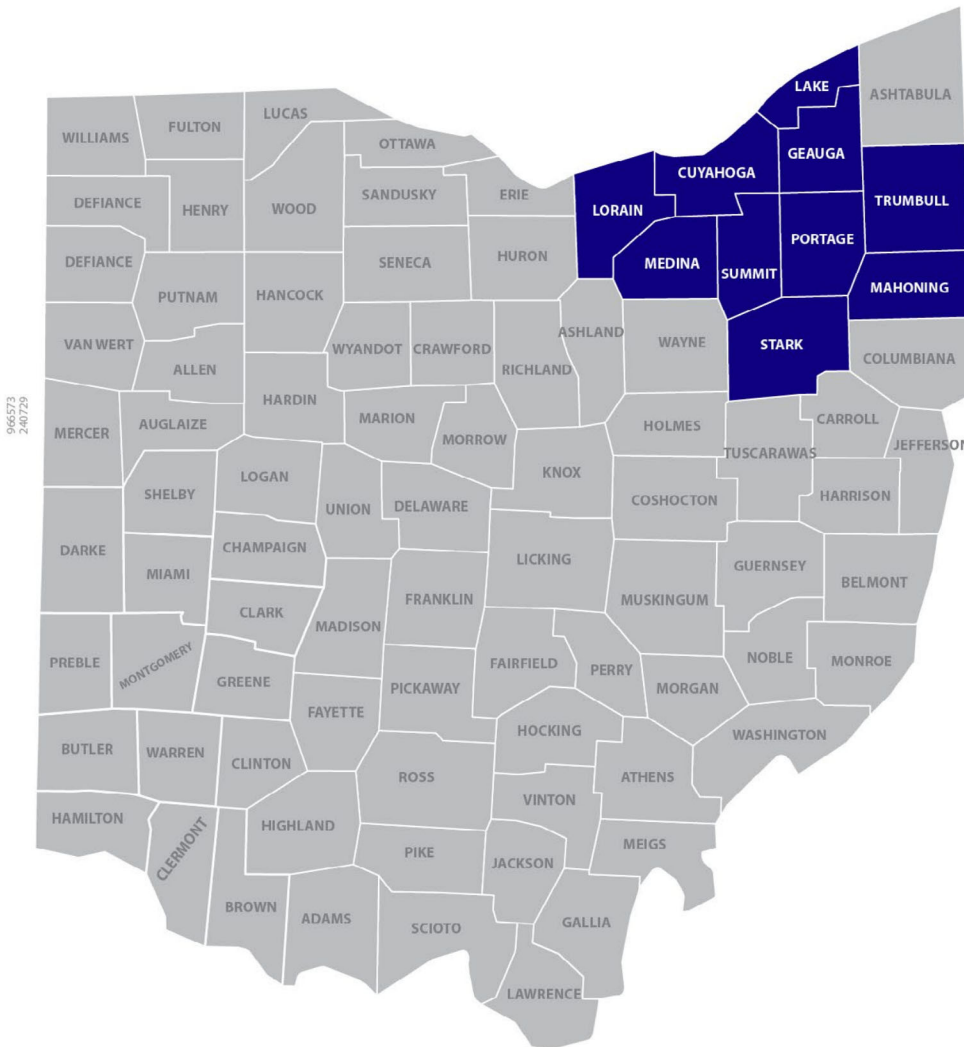 LAKE
ASHTABULA
LUCAS
FULTON
WILLIAMS
OTTAWA
GEAUGA
CUYAHOGA
SANDUSKY
ERIE
TRUMBULL
DEFIANCE
HENRY
WOOD
LORAIN
PORTAGE
DEFIANCE
SENECA
HURON
MEDINA
SUMMIT
MAHONING
PUTNAM
HANCOCK
ASHLAND
VAN WERT
WYANDOT
CRAWFORD
WAYNE
STARK
COLUMBIANA
ALLEN
RICHLAND
966573
240729
HARDIN
MERCER
AUGLAIZE
MARION
MORROW
HOLMES
CARROLL
TUSCARAWAS
JEFFERSON
LOGAN
KNOX
SHELBY
UNION
DELAWARE
COSHOCTON
HARRISON
DARKE
CHAMPAIGN
LICKING
GUERNSEY
MIAMI
BELMONT
CLARK
FRANKLIN
MUSKINGUM
MADISON
PREBLE
MONTGOMERY
GREENE
PICKAWAY
FAIRFIELD
PERRY
NOBLE
MONROE
MORGAN
FAYETTE
HOCKING
WASHINGTON
BUTLER
WARREN
CLINTON
ROSS
ATHENS
VINTON
HAMILTON
CLERMONT
HIGHLAND
PIKE
JACKSON
MEIGS
BROWN
ADAMS
SCIOTO
GALLIA
LAWRENCE